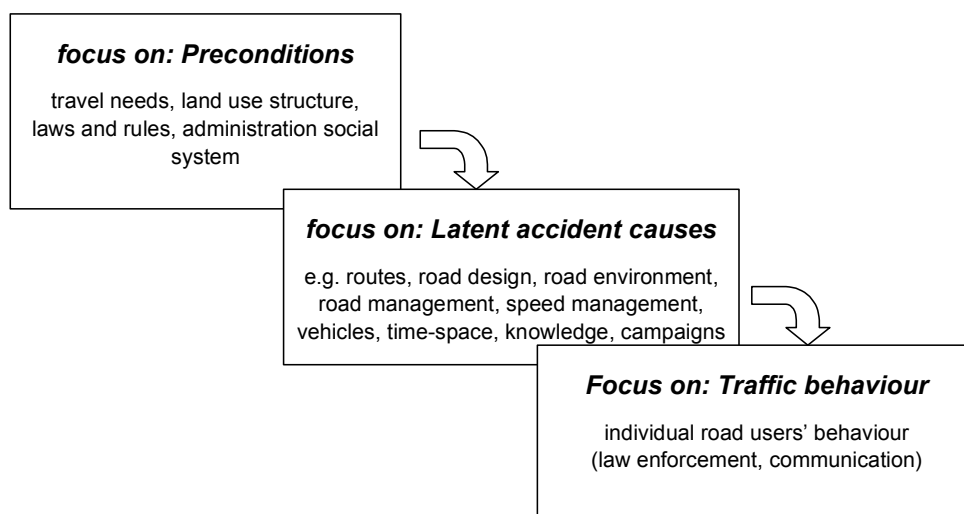 focus on: Preconditions
travel needs, land use structure,
laws and rules, administration social
system
focus on: Latent accident causes
e.g. routes, road design, road environment,
road management, speed management,
vehicles, time-space, knowledge, campaigns
Focus on: Traffic behaviour
individual road users’ behaviour
(law enforcement, communication)